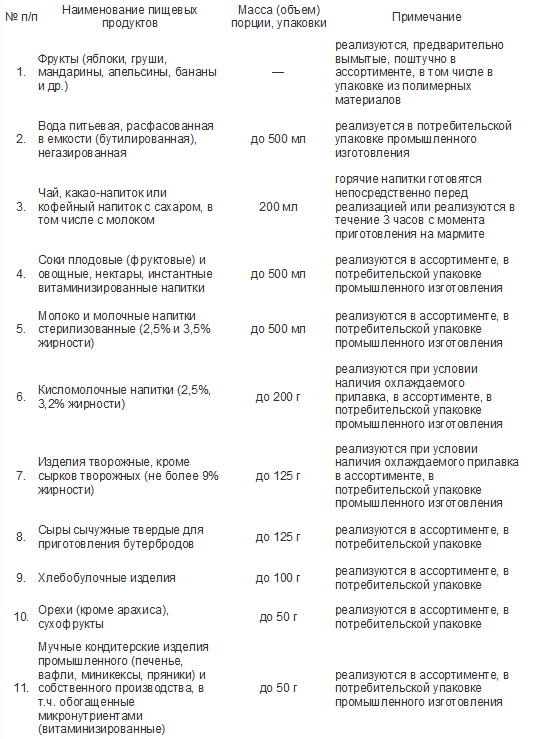 № п/п Наименование пищевых продуктов Масса (объем) порции, упаковки Примечание
1. Фрукты (яблоки, груши, мандарины, апельсины, бананы и др.) — реализуются, предварительно вымытые, поштучно в ассортименте, в том числе в упаковке из полимерных материалов
2. Вода питьевая, расфасованная в емкости (бутилированная), негазированная до 500 мл реализуется в потребительской упаковке промышленного изготовления
3. Чай, какао-напиток или кофейный напиток с сахаром, в том числе с молоком 200 мл горячие напитки готовятся непосредственно перед реализацией или реализуются в течение 3 часов с момента приготовления на мармите
4. Соки плодовые (фруктовые) и овощные, нектары, инстантные витаминизированные напитки до 500 мл реализуются в ассортименте, в потребительской упаковке промышленного изготовления
5. Молоко и молочные напитки стерилизованные (2,5% и 3,5% жирности) до 500 мл реализуются в ассортименте, в потребительской упаковке промышленного изготовления
6. Кисломолочные напитки (2,5%, 3,2% жирности) до 200 г реализуются при условии наличия охлаждаемого прилавка, в ассортименте, в потребительской упаковке промышленного изготовления
7. Изделия творожные, кроме сырков творожных (не более 9% жирности) до 125 г реализуются при условии наличия охлаждаемого прилавка в ассортименте, в потребительской упаковке промышленного изготовления
8. Сыры сычужные твердые для приготовления бутербродов до 125 г реализуются в ассортименте, в потребительской упаковке
9. Хлебобулочные изделия до 100 г реализуются в ассортименте, в потребительской упаковке
10. Орехи (кроме арахиса), сухофрукты до 50 г реализуются в ассортименте, в потребительской упаковке
11. Мучные кондитерские изделия промышленного (печенье, вафли, миникексы, пряники) и собственного производства, в т.ч. обогащенные микронутриентами (витаминизированные) до 50 г реализуются в ассортименте, в потребительской упаковке промышленного изготовления